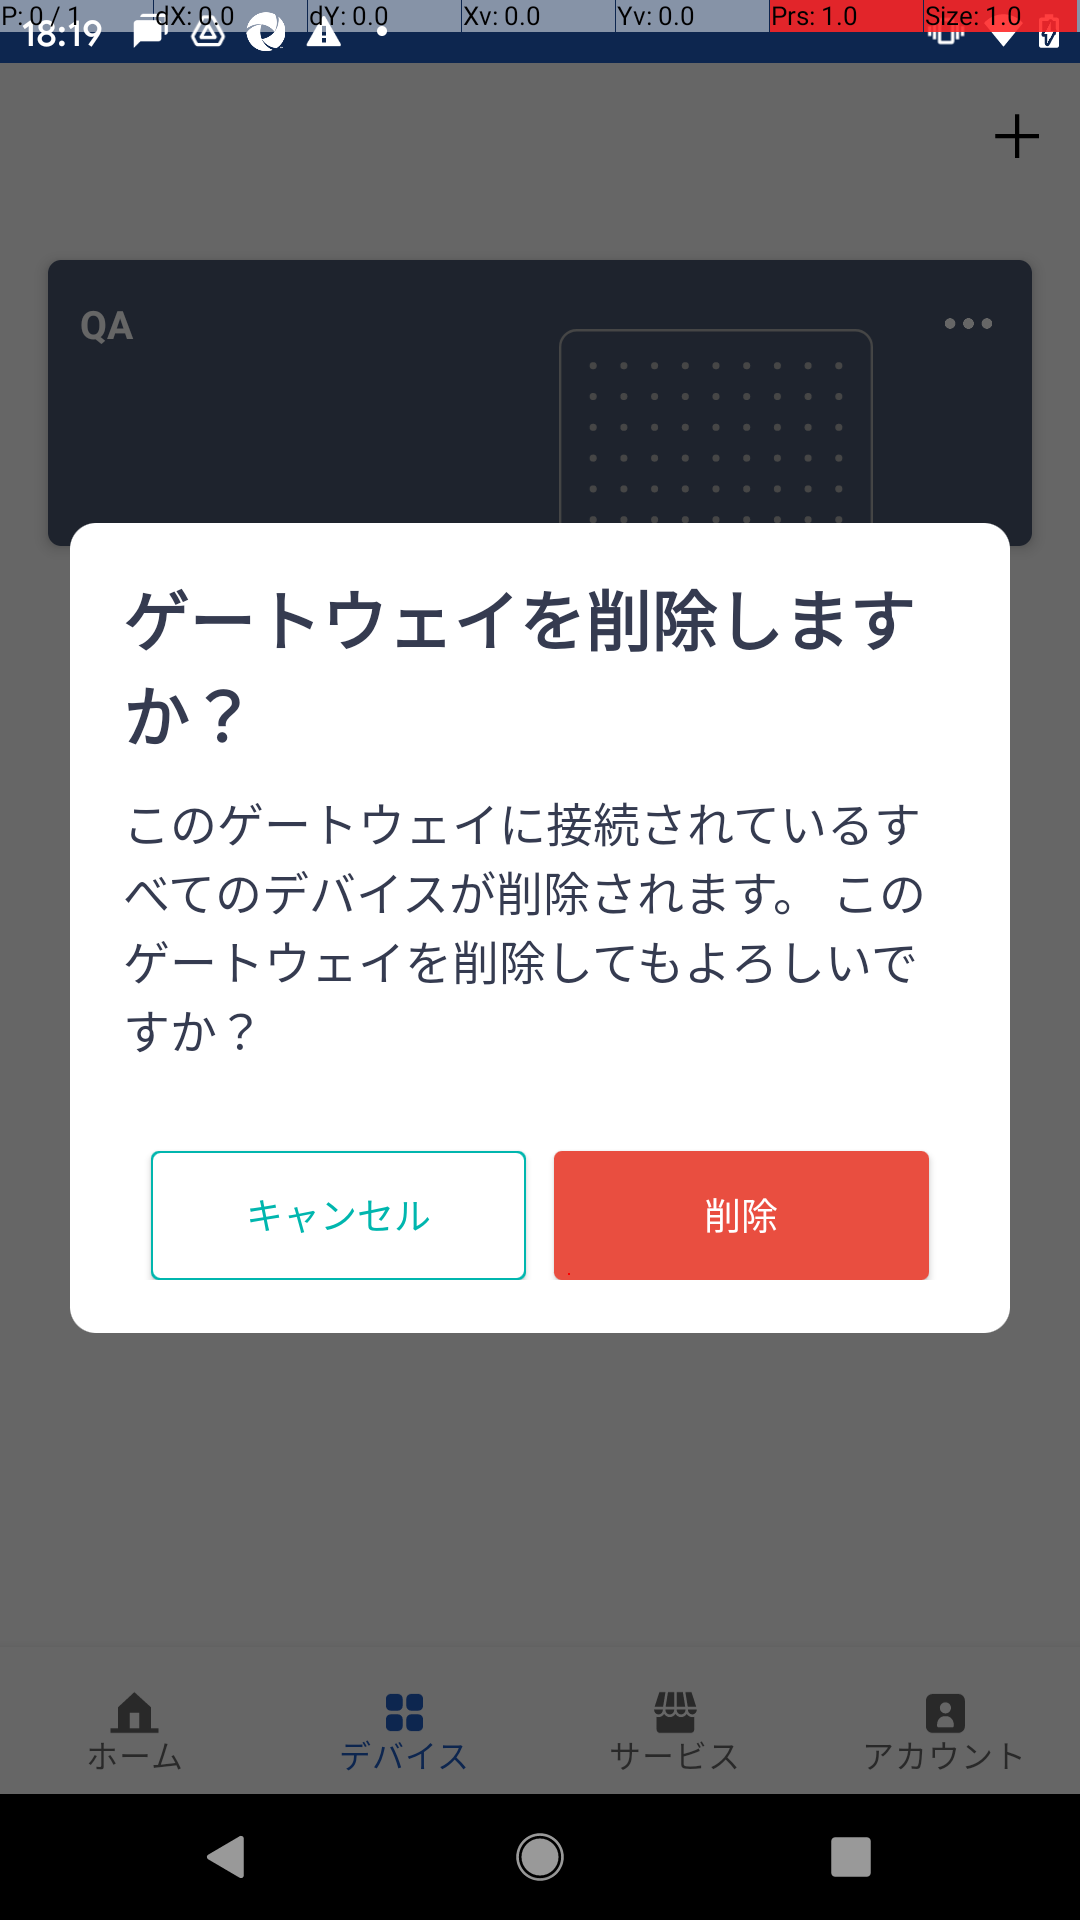 P: 0 / 1 dX: 0.0 dY: 0.0 Xv: 0.0 Yv: 0.0 Prs: 1.0 Size: 1.0
18:19
QA
ゲートウェイを削除します
か？
このゲートウェイに接続されているす
べてのデバイスが削除されます。 この
ゲートウェイを削除してもよろしいで
すか？
キャンセル 削除
ホーム デバイス サービス アカウント